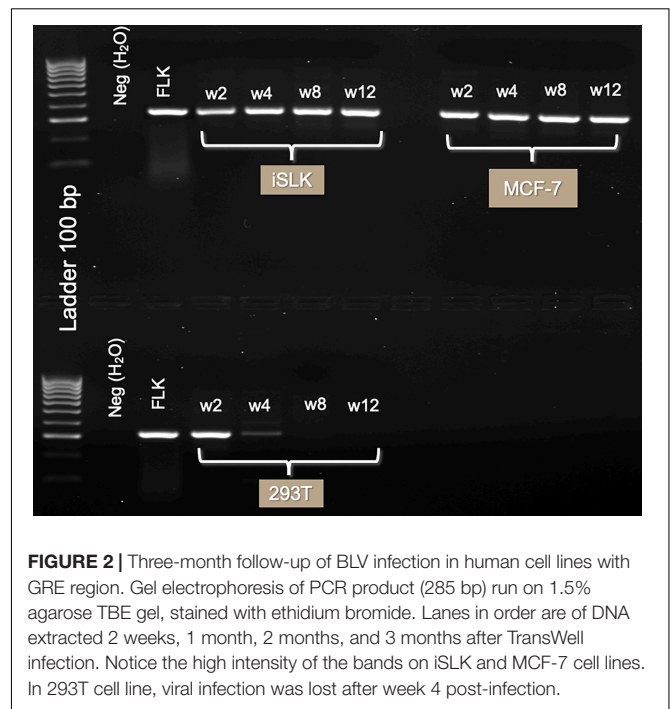 Ladder 100 bp
Neg (H₂O)
FLK
w2 w4 w8 w12
iSLK
w2 w4 w8 w12
MCF-7
Neg (H₂O)
FLK
w2 w4 w8 w12
293T
FIGURE 2 | Three-month follow-up of BLV infection in human cell lines with
GRE region. Gel electrophoresis of PCR product (285 bp) run on 1.5%
agarose TBE gel, stained with ethidium bromide. Lanes in order are of DNA
extracted 2 weeks, 1 month, 2 months, and 3 months after TransWell
infection. Notice the high intensity of the bands on iSLK and MCF-7 cell lines.
In 293T cell line, viral infection was lost after week 4 post-infection.